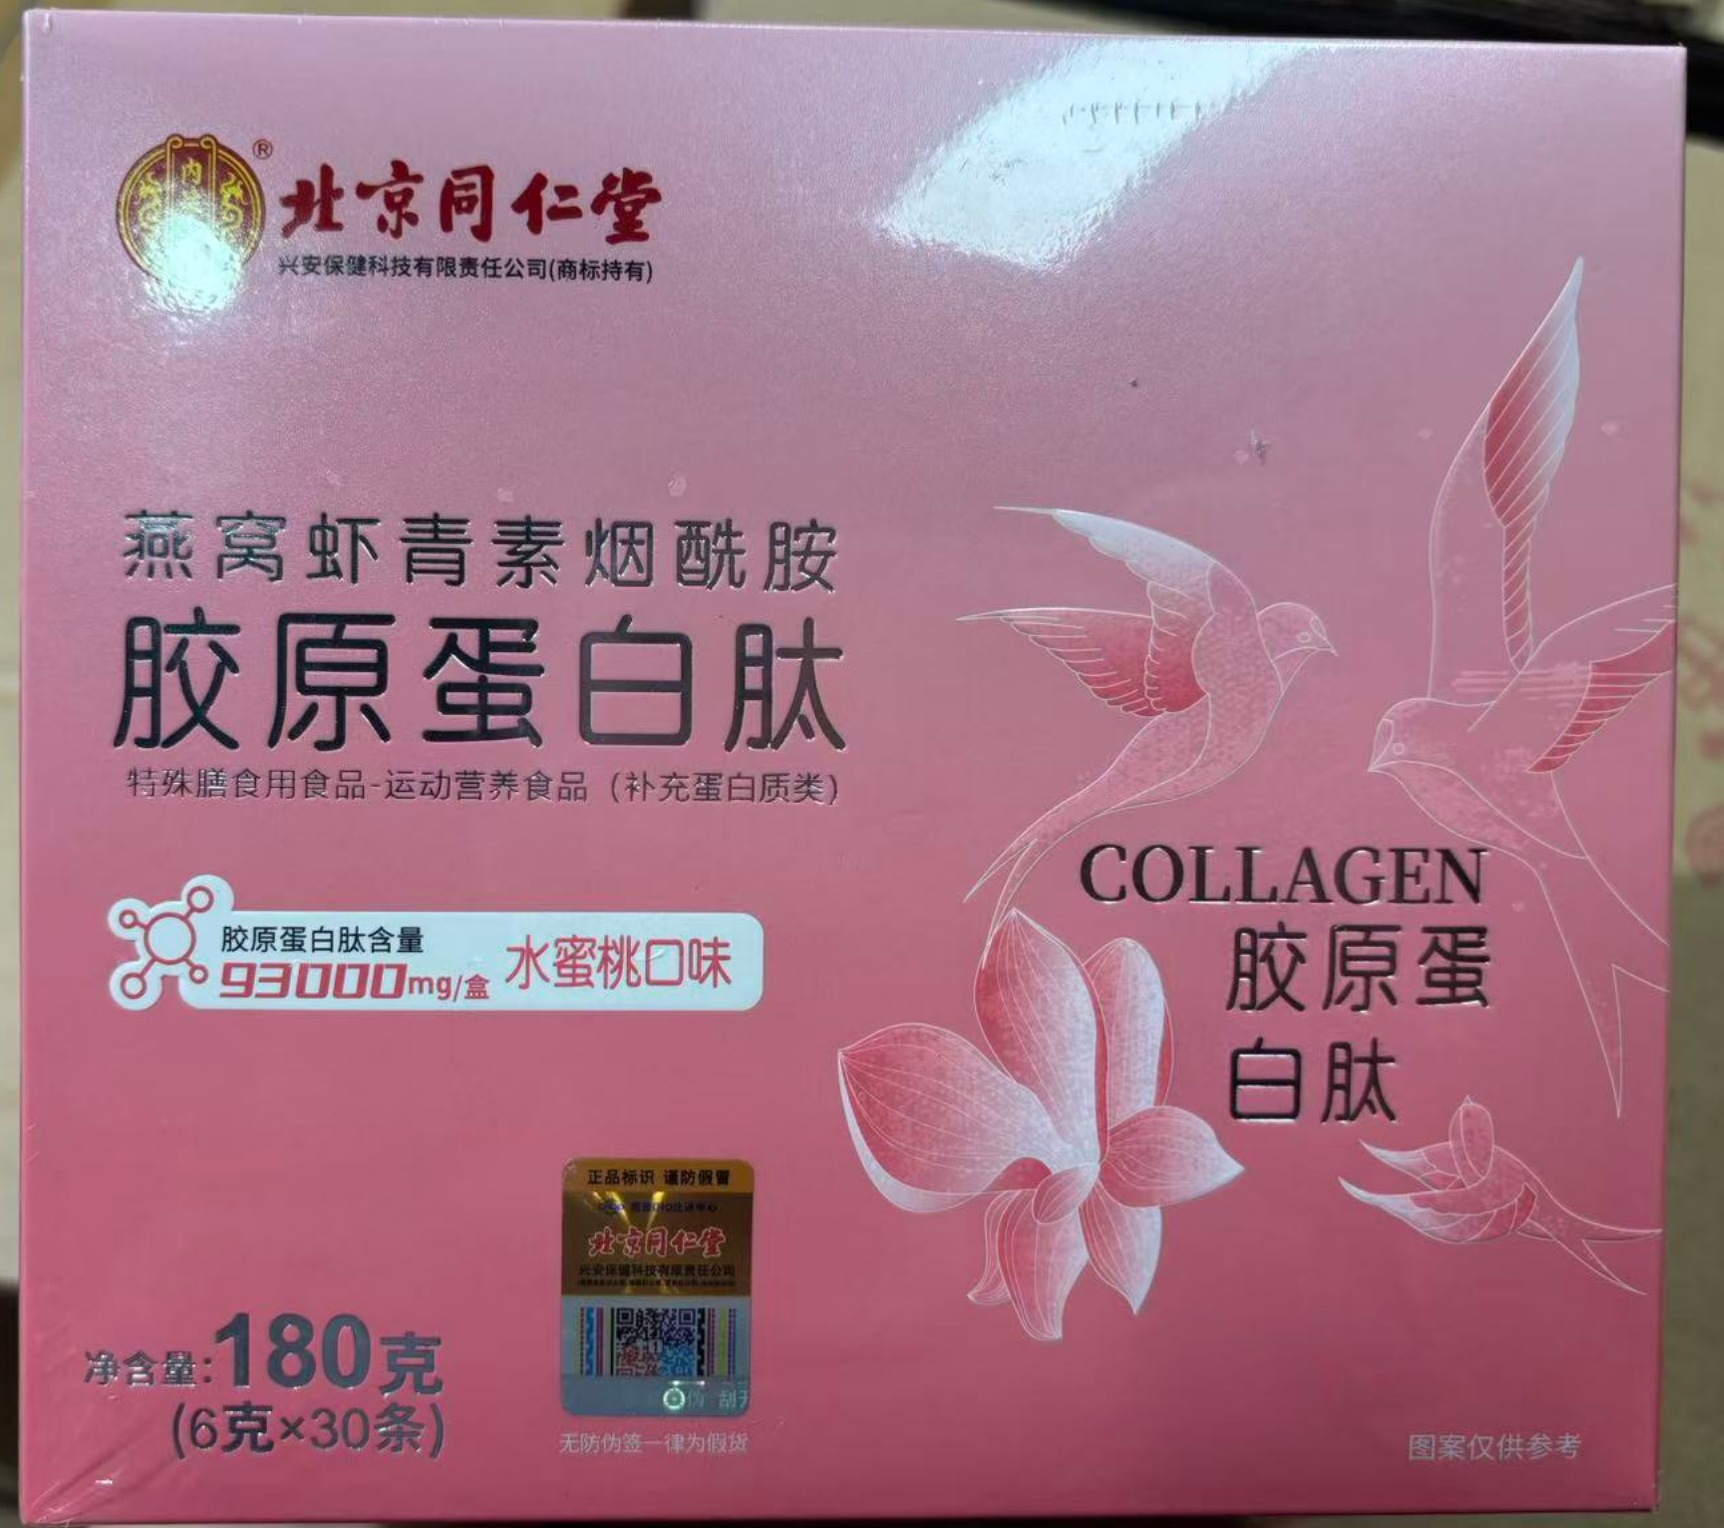 内
®
北京同仁堂
兴安保健科技有限责任公司(商标持有)
燕窝虾青素烟酰胺
胶原蛋白肽
特殊膳食用食品-运动营养食品（补充蛋白质类）
胶原蛋白肽含量
93000mg/盒
水蜜桃口味
COLLAGEN
胶原蛋
白肽
正品标识 谨防假冒
北京同仁堂
兴安保健科技有限责任公司
伪 刮开
无防伪签一律为假货
净含量:180克
(6克×30条)
图案仅供参考